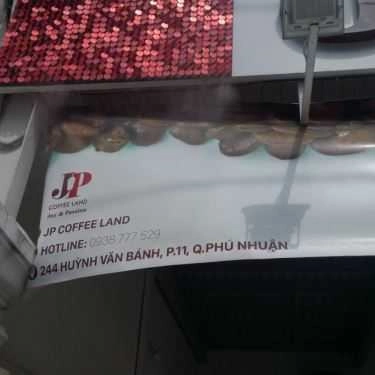 JP
COFFEE LAND
JP COFFEE LAND
HOTLINE: 0938 777 529
244 HUỲNH VĂN BÁNH, P.11, Q.PHÚ NHUẬN